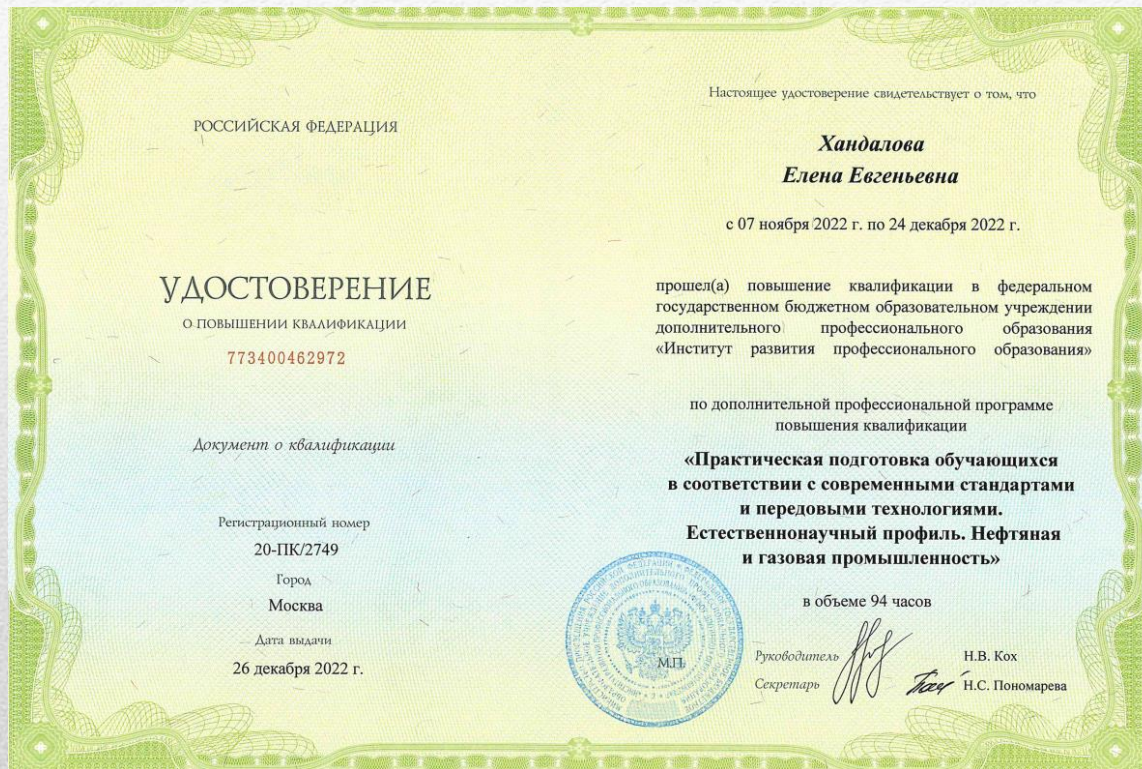 РОССИЙСКАЯ ФЕДЕРАЦИЯ
УДОСТОВЕРЕНИЕ
О ПОВЫШЕНИИ КВАЛИФИКАЦИИ
773400462972
Документ о квалификации
Регистрационный номер
20-ПК/2749
Город
Москва
Дата выдачи
26 декабря 2022 г.
Настоящее удостоверение свидетельствует о том, что
Хандалова
Елена Евгеньевна
с 07 ноября 2022 г. по 24 декабря 2022 г.
прошел(а) повышение квалификации в федеральном
государственном бюджетном образовательном учреждении
дополнительного профессионального образования
«Институт развития профессионального образования»
по дополнительной профессиональной программе
повышения квалификации
«Практическая подготовка обучающихся
в соответствии с современными стандартами
и передовыми технологиями.
Естественнонаучный профиль. Нефтяная
и газовая промышленность»
в объеме 94 часов
М.П.
Руководитель Н.В. Кох
Секретарь Н.С. Пономарева